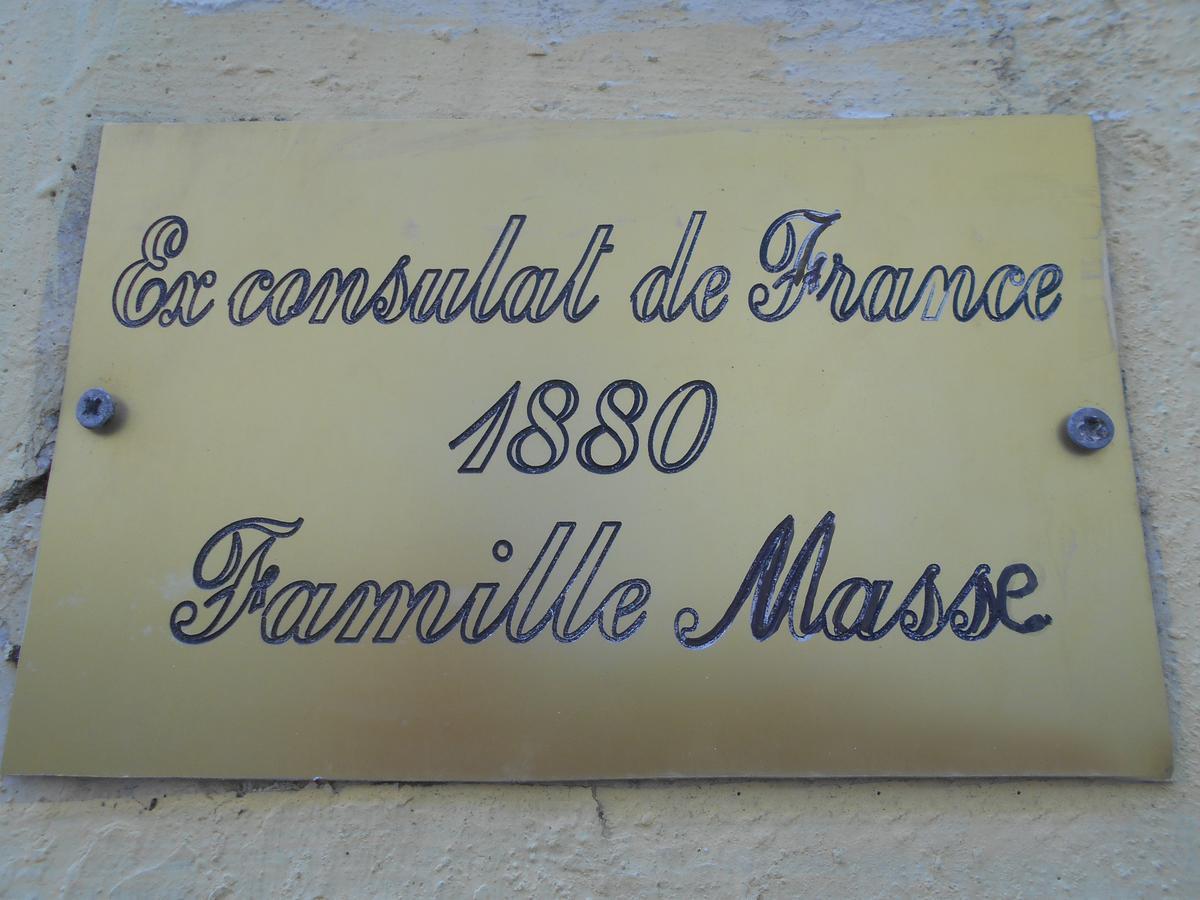 Ex consulat de France
1880
Famille Masse